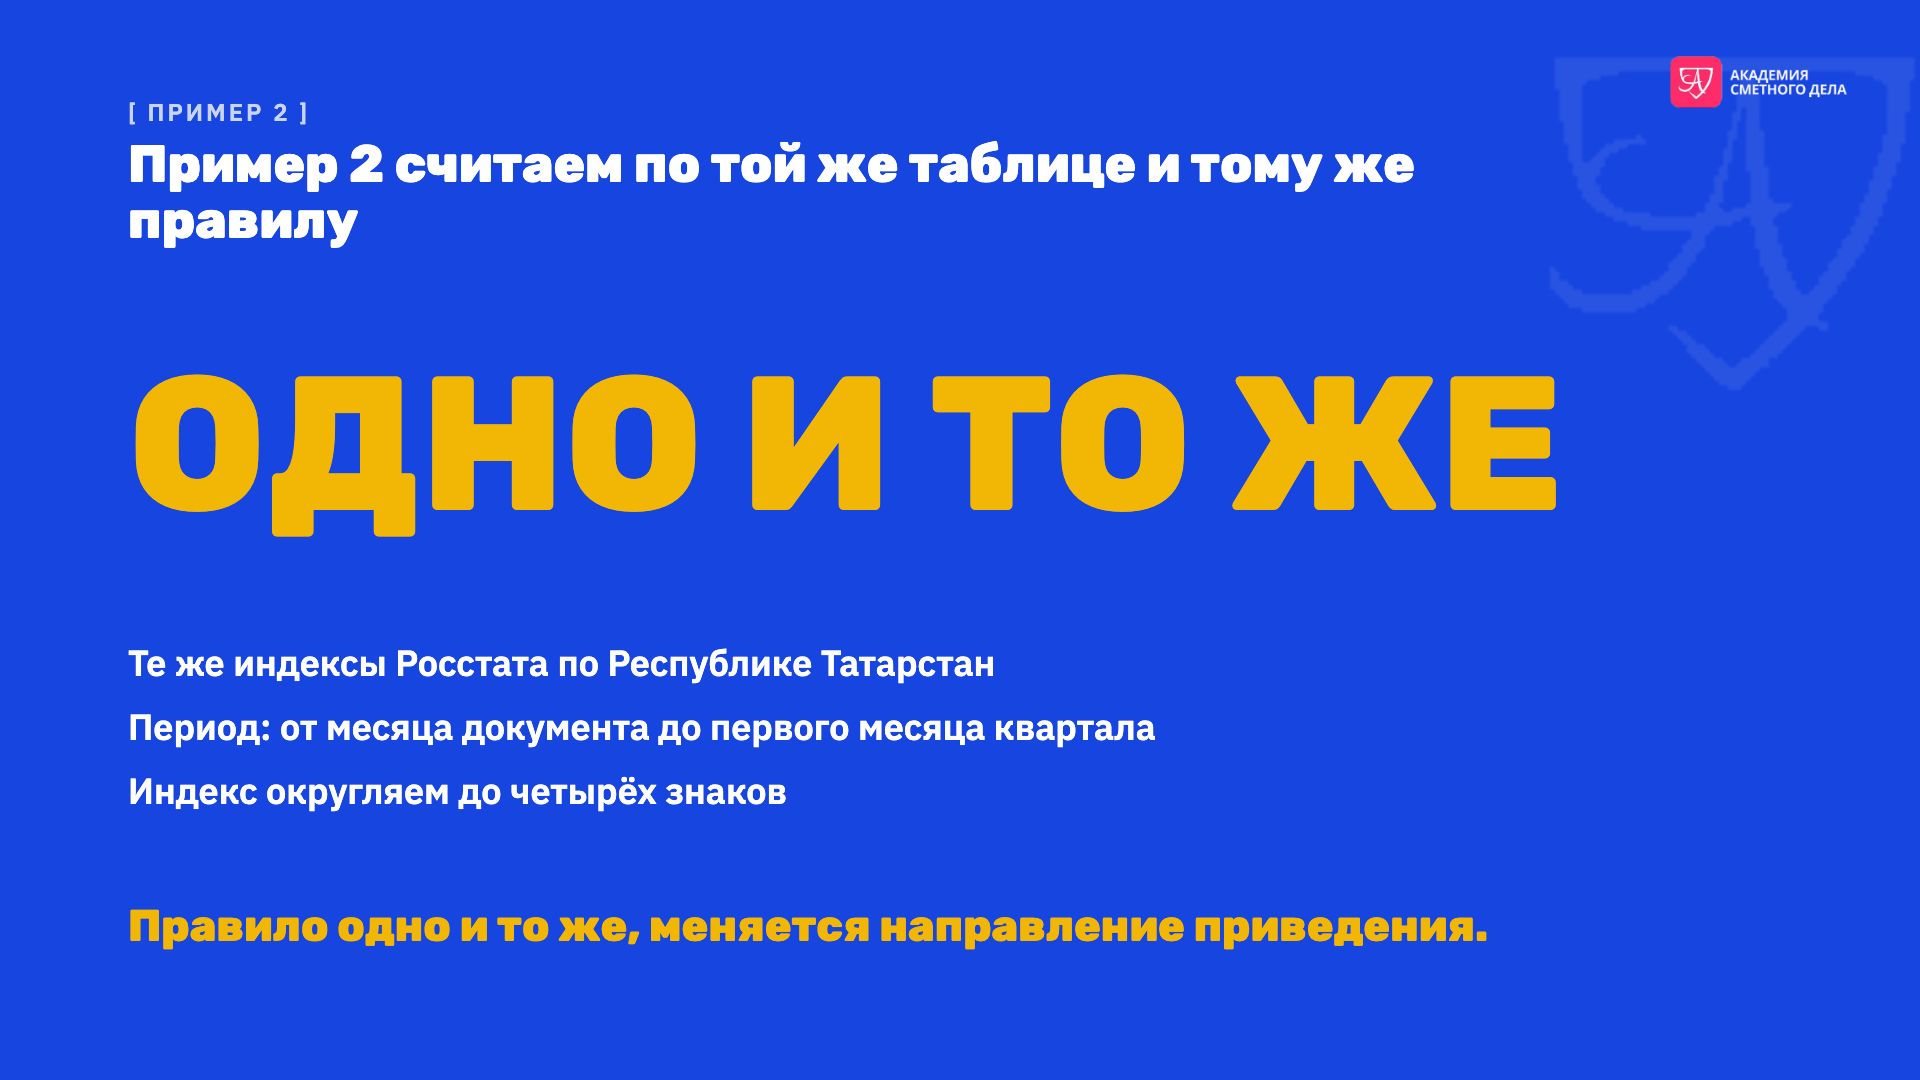 АКАДЕМИЯ
СМЕТНОГО ДЕЛА
[ ПРИМЕР 2 ]
Пример 2 считаем по той же таблице и тому же
правилу
ОДНО И ТО ЖЕ
Те же индексы Росстата по Республике Татарстан
Период: от месяца документа до первого месяца квартала
Индекс округляем до четырёх знаков
Правило одно и то же, меняется направление приведения.